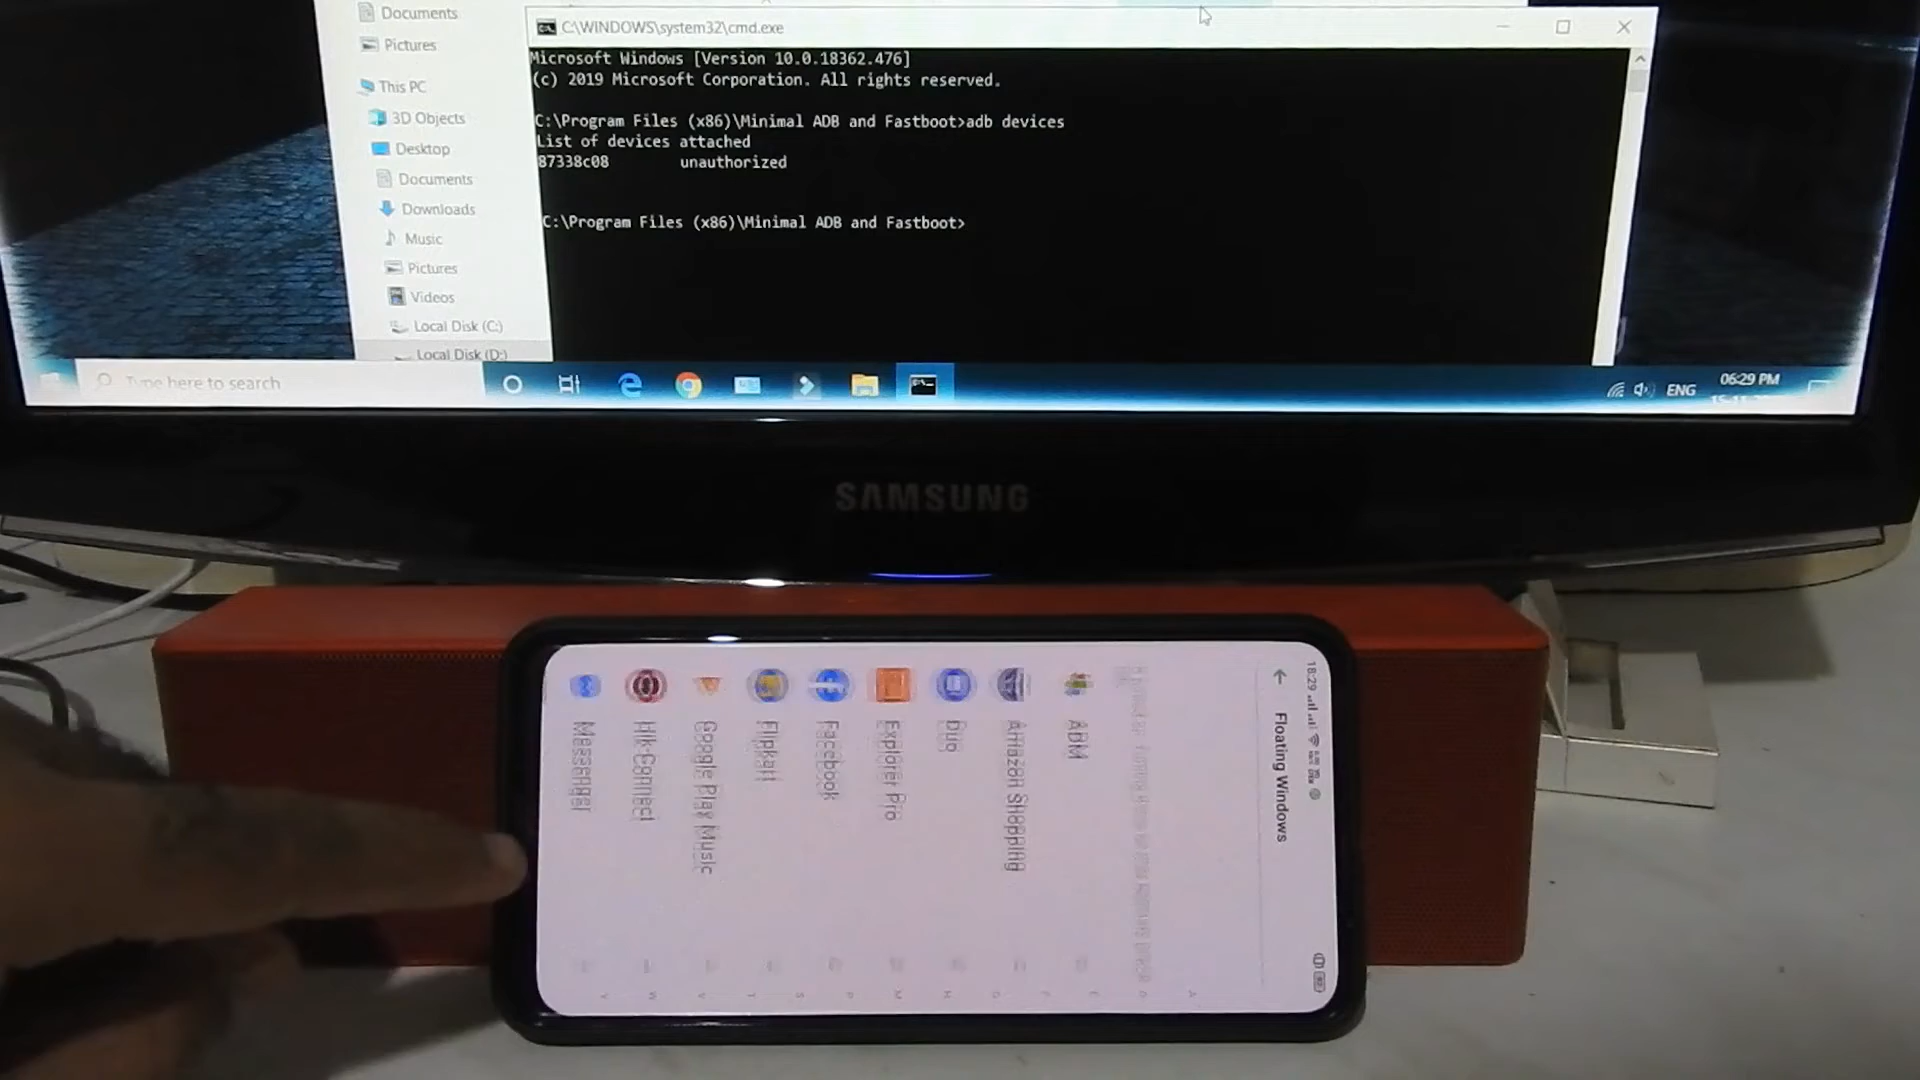 Documents
Pictures
This PC
3D Objects
Desktop
Documents
Downloads
Music
Pictures
Videos
Local Disk (C:)
Local Disk (D:)
C:\WINDOWS\system32\cmd.exe
Microsoft Windows [Version 10.0.18362.476]
(c) 2019 Microsoft Corporation. All rights reserved.
C:\Program Files (x86)\Minimal ADB and Fastboot>adb devices
List of devices attached
87338c08 unauthorized
C:\Program Files (x86)\Minimal ADB and Fastboot>
Type here to search
ENG
06:29 PM
SAMSUNG
18:29
Floating Windows
ADM
Amazon Shopping
Duo
Explorer Pro
Facebook
Flipkart
Google Play Music
Hik-Connect
Messenger